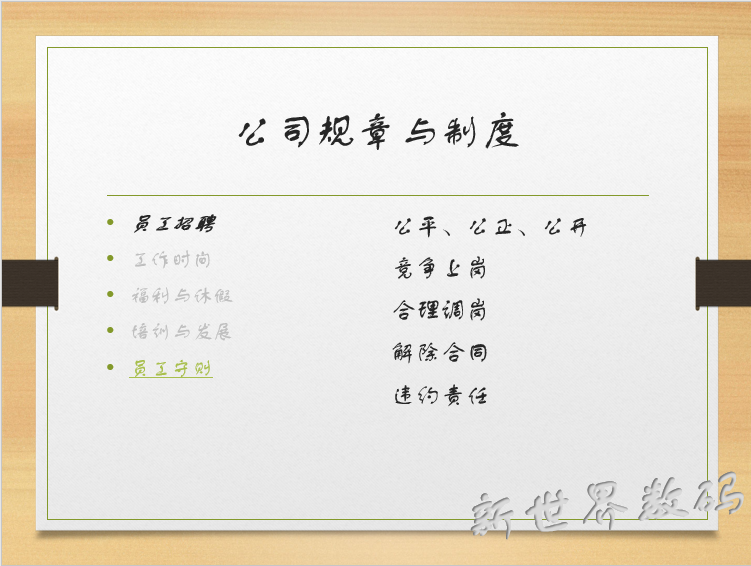 公司规章与制度
员工招聘
工作时间
福利与休假
培训与发展
员工守则
公平、公正、公开
竞争上岗
合理调岗
解除合同
违约责任
新世界数码